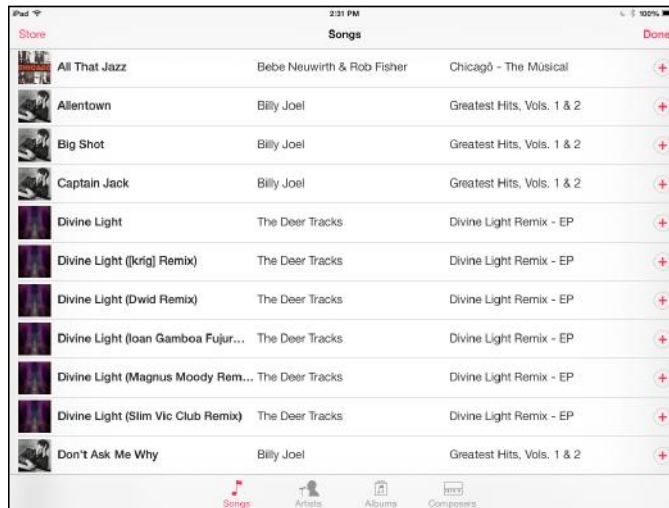 iPad 2:31 PM 100%
Store Songs Done
All That Jazz Bebe Neuwirth & Rob Fisher Chicago - The Musical
Allentown Billy Joel Greatest Hits, Vols. 1 & 2
Big Shot Billy Joel Greatest Hits, Vols. 1 & 2
Captain Jack Billy Joel Greatest Hits, Vols. 1 & 2
Divine Light The Deer Tracks Divine Light Remix - EP
Divine Light ([krig] Remix) The Deer Tracks Divine Light Remix - EP
Divine Light (Dwid Remix) The Deer Tracks Divine Light Remix - EP
Divine Light (Ioan Gamboa Fujur... The Deer Tracks Divine Light Remix - EP
Divine Light (Magnus Moody Rem... The Deer Tracks Divine Light Remix - EP
Divine Light (Slim Vic Club Remix) The Deer Tracks Divine Light Remix - EP
Don't Ask Me Why Billy Joel Greatest Hits, Vols. 1 & 2
Songs Artists Albums Composers